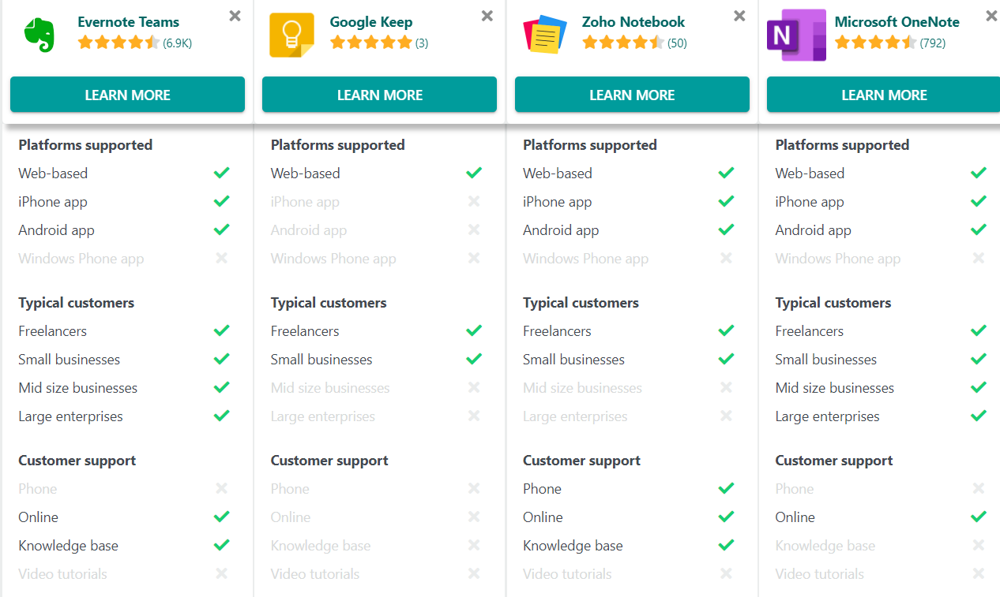 Evernote Teams
(6.9K)
LEARN MORE
Platforms supported
Web-based
iPhone app
Android app
Windows Phone app
Typical customers
Freelancers
Small businesses
Mid size businesses
Large enterprises
Customer support
Phone
Online
Knowledge base
Video tutorials
Google Keep
(3)
LEARN MORE
Platforms supported
Web-based
iPhone app
Android app
Windows Phone app
Typical customers
Freelancers
Small businesses
Mid size businesses
Large enterprises
Customer support
Phone
Online
Knowledge base
Video tutorials
Zoho Notebook
(50)
LEARN MORE
Platforms supported
Web-based
iPhone app
Android app
Windows Phone app
Typical customers
Freelancers
Small businesses
Mid size businesses
Large enterprises
Customer support
Phone
Online
Knowledge base
Video tutorials
N
Microsoft OneNote
(792)
LEARN MORE
Platforms supported
Web-based
iPhone app
Android app
Windows Phone app
Typical customers
Freelancers
Small businesses
Mid size businesses
Large enterprises
Customer support
Phone
Online
Knowledge base
Video tutorials